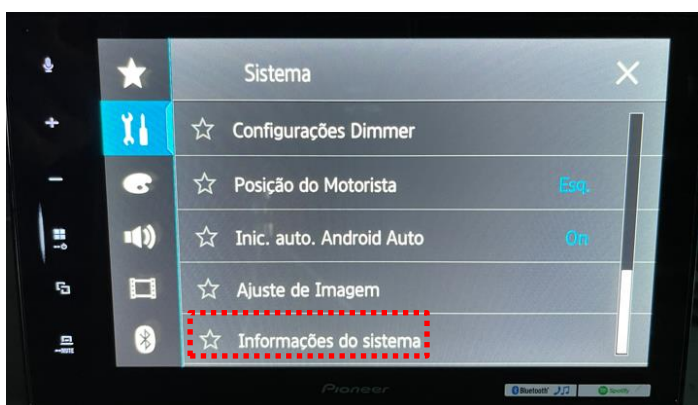 Sistema
Configurações Dimmer
Posição do Motorista Esq.
Inic. auto. Android Auto On
Ajuste de Imagem
Informações do sistema
MUTE
Pioneer
Bluetooth
Spotify